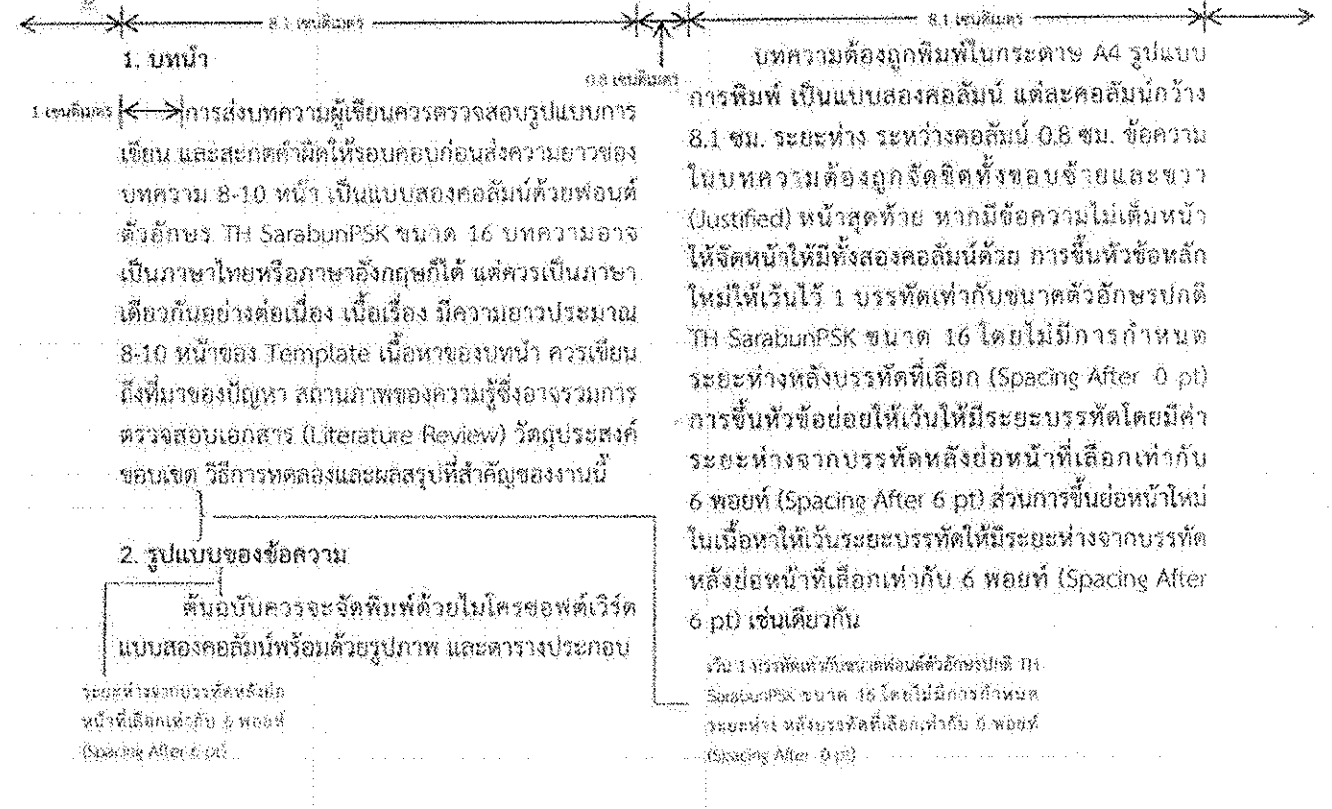 8.1 เซนติเมตร
8.1 เซนติเมตร
0.8 เซนติเมตร
1. บทนำ
1 เซนติเมตร
การส่งบทความผู้เขียนควรตรวจสอบรูปแบบการ
เขียน และสะกดคำผิดให้รอบคอบก่อนส่งความยาวของ
บทความ 8-10 หน้า เป็นแบบสองคอลัมน์ด้วยฟอนต์
ตัวอักษร TH SarabunPSK ขนาด 16 บทความอาจ
เป็นภาษาไทยหรือภาษาอังกฤษก็ได้ แต่ควรเป็นภาษา
เดียวกันอย่างต่อเนื่อง เนื้อเรื่อง มีความยาวประมาณ
8-10 หน้าของ Template เนื้อหาของบทนำ ควรเขียน
ถึงที่มาของปัญหา สถานภาพของความรู้ซึ่งอาจรวมการ
ตรวจสอบเอกสาร (Literature Review) วัตถุประสงค์
ขอบเขต วิธีการทดลองและผลสรุปที่สำคัญของงานนี้
2. รูปแบบของข้อความ
ต้นฉบับควรจะจัดพิมพ์ด้วยไมโครซอฟต์เวิร์ด
แบบสองคอลัมน์พร้อมด้วยรูปภาพ และตารางประกอบ
ระยะห่างจากบรรทัดหลังย่อ
หน้าที่เลือกเท่ากับ 6 พอยท์
(Spacing After 6 pt)
บทความต้องถูกพิมพ์ในกระดาษ A4 รูปแบบ
การพิมพ์ เป็นแบบสองคอลัมน์ แต่ละคอลัมน์กว้าง
8.1 ซม. ระยะห่าง ระหว่างคอลัมน์ 0.8 ซม. ข้อความ
ในบทความต้องถูกจัดชิดทั้งขอบซ้ายและขวา
(Justified) หน้าสุดท้าย หากมีข้อความไม่เต็มหน้า
ให้จัดหน้าให้มีทั้งสองคอลัมน์ด้วย การขึ้นหัวข้อหลัก
ใหม่ให้เว้นไว้ 1 บรรทัดเท่ากับขนาดตัวอักษรปกติ
TH SarabunPSK ขนาด 16 โดยไม่มีการกำหนด
ระยะห่างหลังบรรทัดที่เลือก (Spacing After 0 pt)
การขึ้นหัวข้อย่อยให้เว้นให้มีระยะบรรทัดโดยมีค่า
ระยะห่างจากบรรทัดหลังย่อหน้าที่เลือกเท่ากับ
6 พอยท์ (Spacing After 6 pt) ส่วนการขึ้นย่อหน้าใหม่
ในเนื้อหาให้เว้นระยะบรรทัดให้มีระยะห่างจากบรรทัด
หลังย่อหน้าที่เลือกเท่ากับ 6 พอยท์ (Spacing After
6 pt) เช่นเดียวกัน
เว้น 1 บรรทัดเท่ากับขนาดฟอนต์ตัวอักษรปกติ TH
SarabunPSK ขนาด 16 โดยไม่มีการกำหนด
ระยะห่าง หลังบรรทัดที่เลือกเท่ากับ 0 พอยท์
(Spacing After 0 pt)